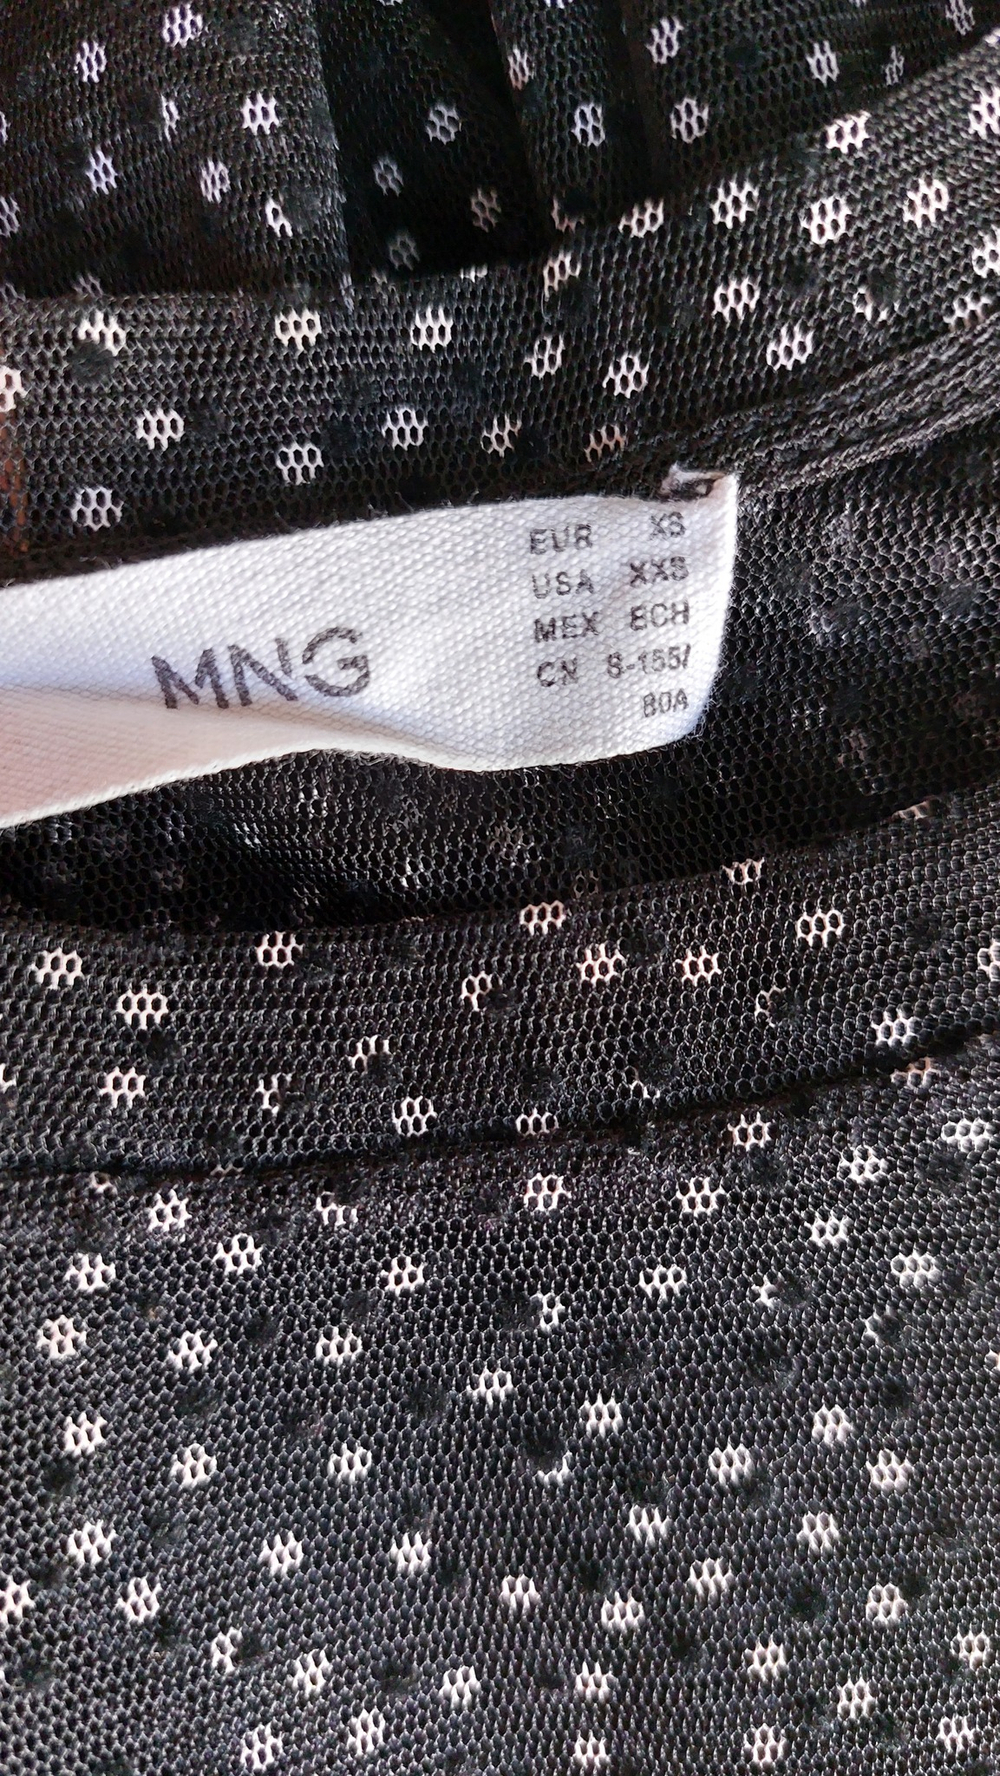 MNG
EUR XS
USA XXS
MEX ECH
CN S-155/
80A